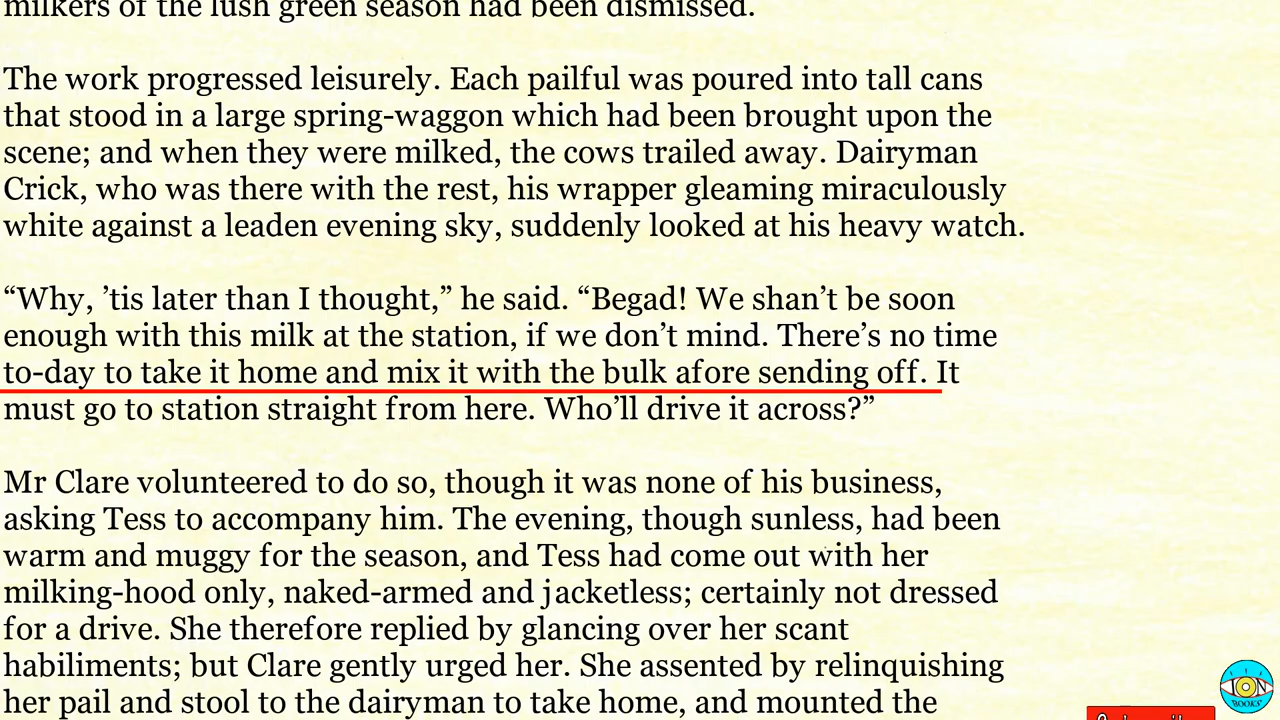 milkers of the lush green season had been dismissed.
The work progressed leisurely. Each pailful was poured into tall cans
that stood in a large spring-waggon which had been brought upon the
scene; and when they were milked, the cows trailed away. Dairyman
Crick, who was there with the rest, his wrapper gleaming miraculously
white against a leaden evening sky, suddenly looked at his heavy watch.
“Why, ’tis later than I thought,” he said. “Begad! We shan’t be soon
enough with this milk at the station, if we don’t mind. There’s no time
to-day to take it home and mix it with the bulk afore sending off. It
must go to station straight from here. Who’ll drive it across?”
Mr Clare volunteered to do so, though it was none of his business,
asking Tess to accompany him. The evening, though sunless, had been
warm and muggy for the season, and Tess had come out with her
milking-hood only, naked-armed and jacketless; certainly not dressed
for a drive. She therefore replied by glancing over her scant
habiliments; but Clare gently urged her. She assented by relinquishing
her pail and stool to the dairyman to take home, and mounted the
ION
BOOKS